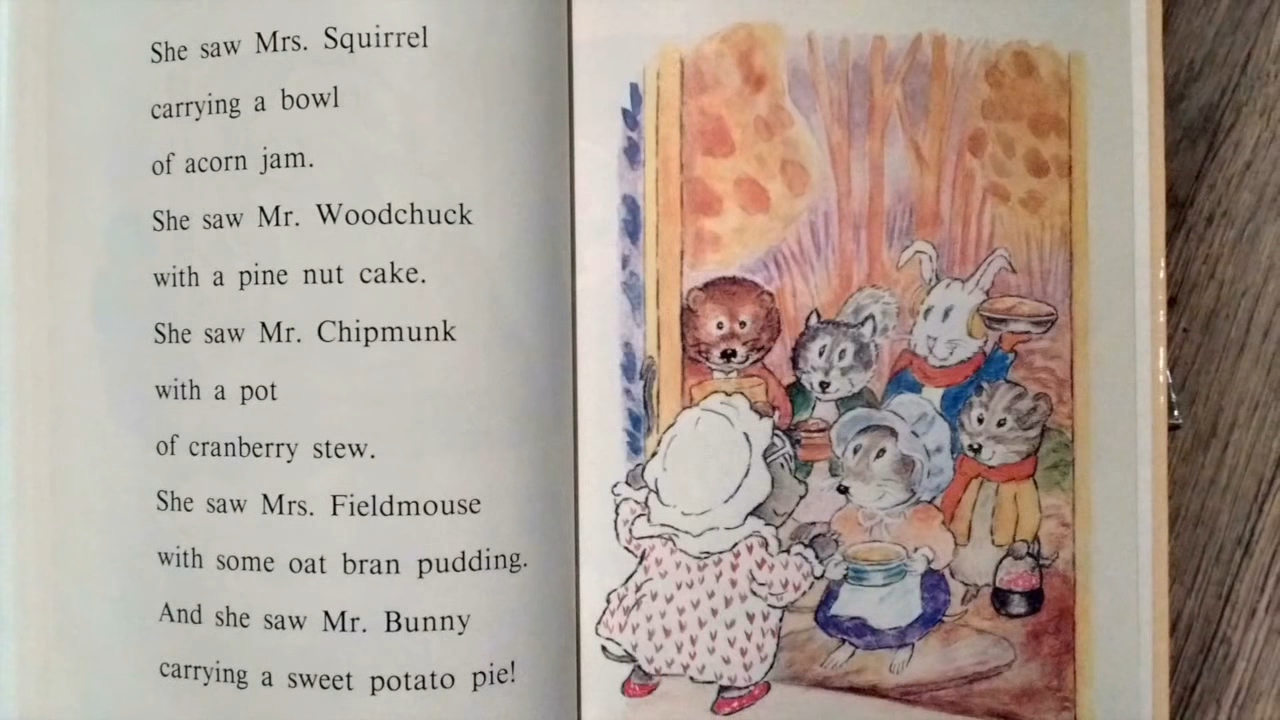 She saw Mrs. Squirrel
carrying a bowl
of acorn jam.
She saw Mr. Woodchuck
with a pine nut cake.
She saw Mr. Chipmunk
with a pot
of cranberry stew.
She saw Mrs. Fieldmouse
with some oat bran pudding.
And she saw Mr. Bunny
carrying a sweet potato pie!